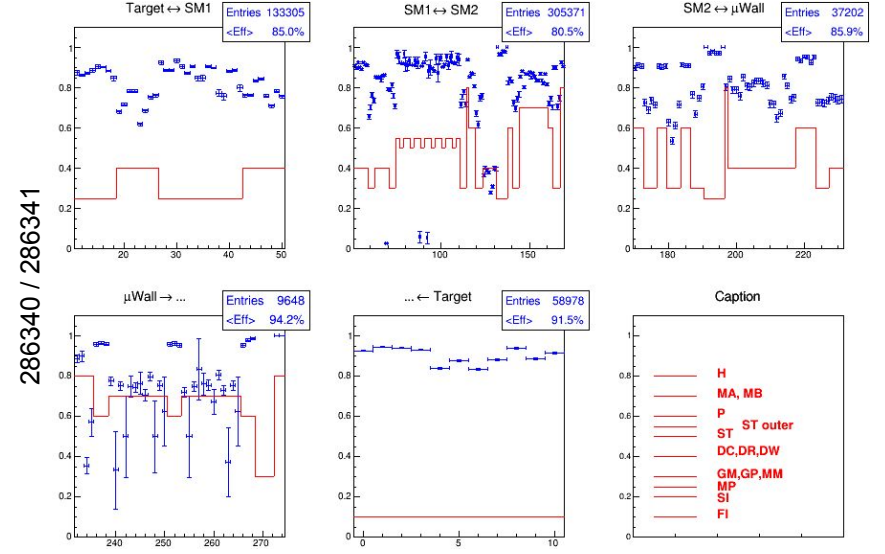 286340 / 286341
Target ↔ SM1
Entries 133305
<Eff> 85.0%
1
0.8
0.6
0.4
0.2
0
20 30 40 50
SM1 ↔ SM2
Entries 305371
<Eff> 80.5%
1
0.8
0.6
0.4
0.2
0
100 150
SM2 ↔ μWall
Entries 37202
<Eff> 85.9%
1
0.8
0.6
0.4
0.2
0
180 200 220
μWall → ...
Entries 9648
<Eff> 94.2%
1
0.8
0.6
0.4
0.2
0
240 250 260 270
... ← Target
Entries 58978
<Eff> 91.5%
1
0.8
0.6
0.4
0.2
0
0 5 10
Caption
1
0.8
0.6
0.4
0.2
0
H
MA, MB
P
ST outer
ST
DC,DR,DW
GM,GP,MM
MP
SI
FI